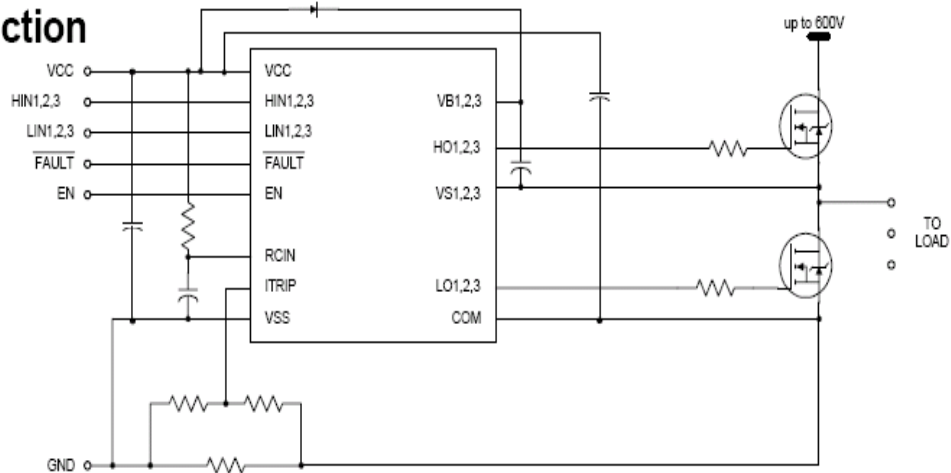 ction
up to 600V
VCC
HIN1,2,3
LIN1,2,3
FAULT
EN
VCC
HIN1,2,3
LIN1,2,3
FAULT
EN
RCIN
ITRIP
VSS
VB1,2,3
HO1,2,3
VS1,2,3
LO1,2,3
COM
TO
LOAD
GND